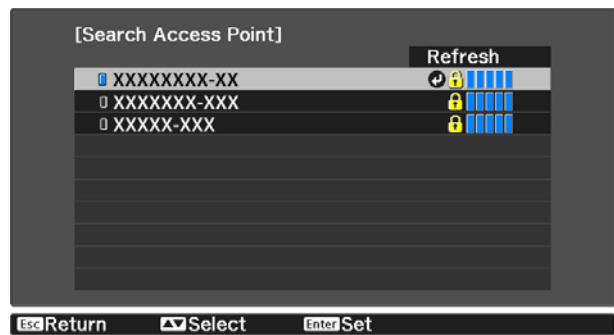 [Search Access Point]
Refresh
XXXXXXXX-XX
XXXXXXX-XXX
XXXXX-XXX
Esc Return Select Enter Set